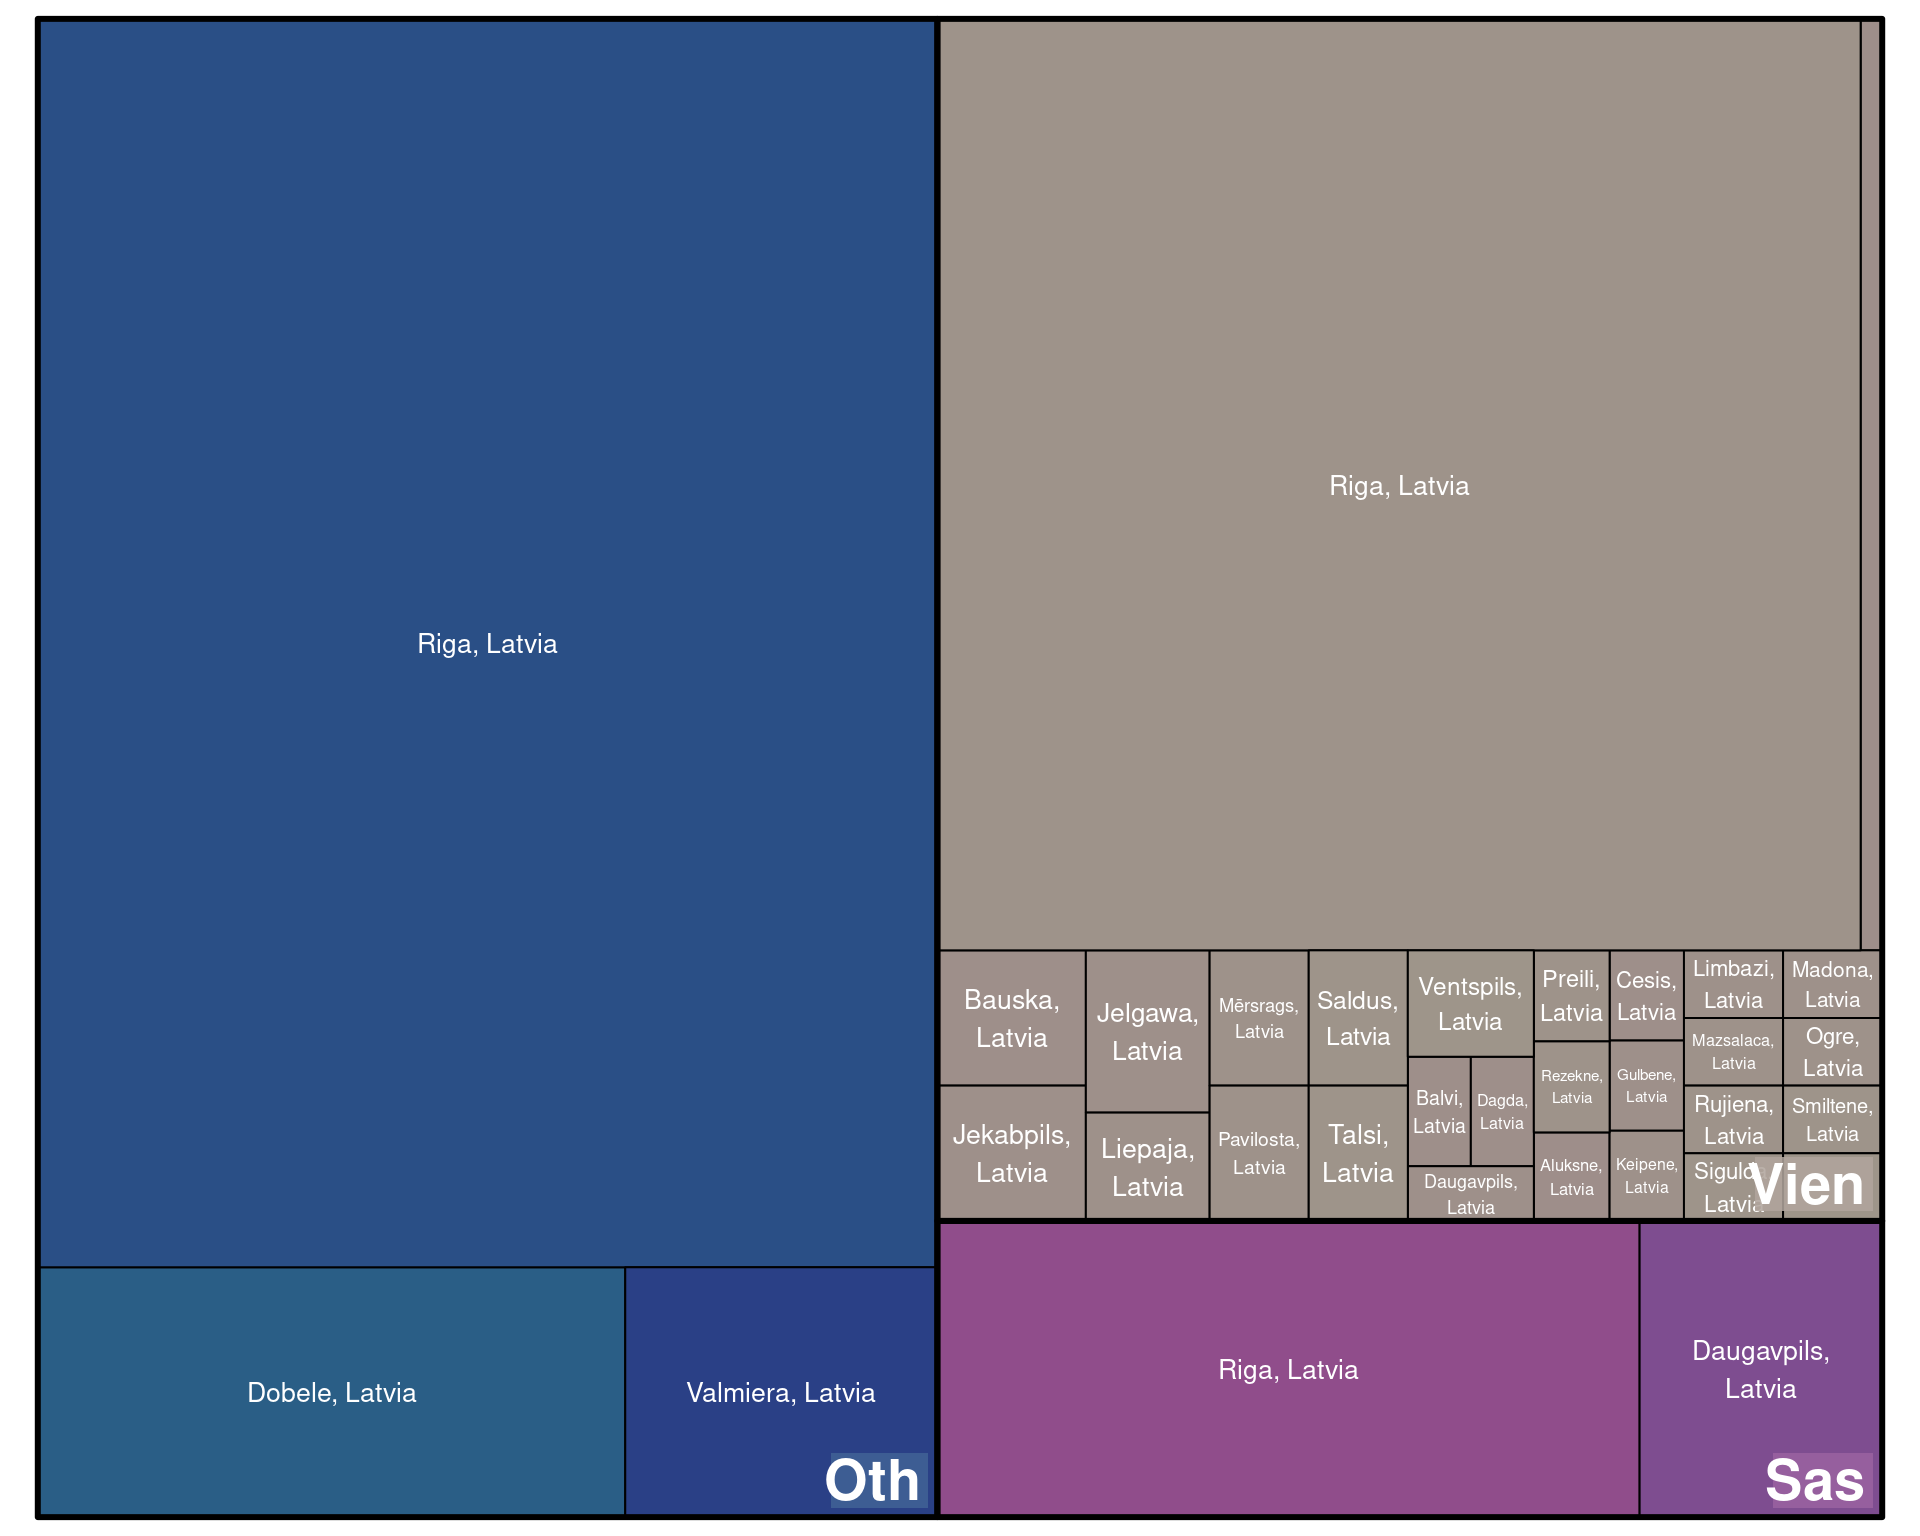 Riga, Latvia
Dobele, Latvia
Valmiera, Latvia
Oth
Riga, Latvia
Bauska,
Latvia
Jekabpils,
Latvia
Jelgawa,
Latvia
Liepaja,
Latvia
Mērsrags,
Latvia
Pavilosta,
Latvia
Saldus,
Latvia
Talsi,
Latvia
Ventspils,
Latvia
Balvi,
Latvia
Dagda,
Latvia
Daugavpils,
Latvia
Preili,
Latvia
Rezekne,
Latvia
Aluksne,
Latvia
Cesis,
Latvia
Gulbene,
Latvia
Keipene,
Latvia
Limbazi,
Latvia
Mazsalaca,
Latvia
Rujiena,
Latvia
Latvia
Madona,
Latvia
Ogre,
Latvia
Smiltene,
Latvia
Vien
Riga, Latvia
Daugavpils,
Latvia
Sas